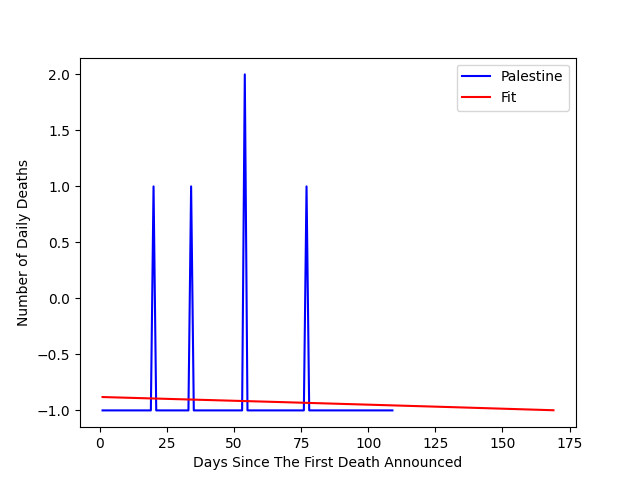 Palestine
Fit
2.0
1.5
1.0
0.5
0.0
−0.5
−1.0
Number of Daily Deaths
0 25 50 75 100 125 150 175
Days Since The First Death Announced